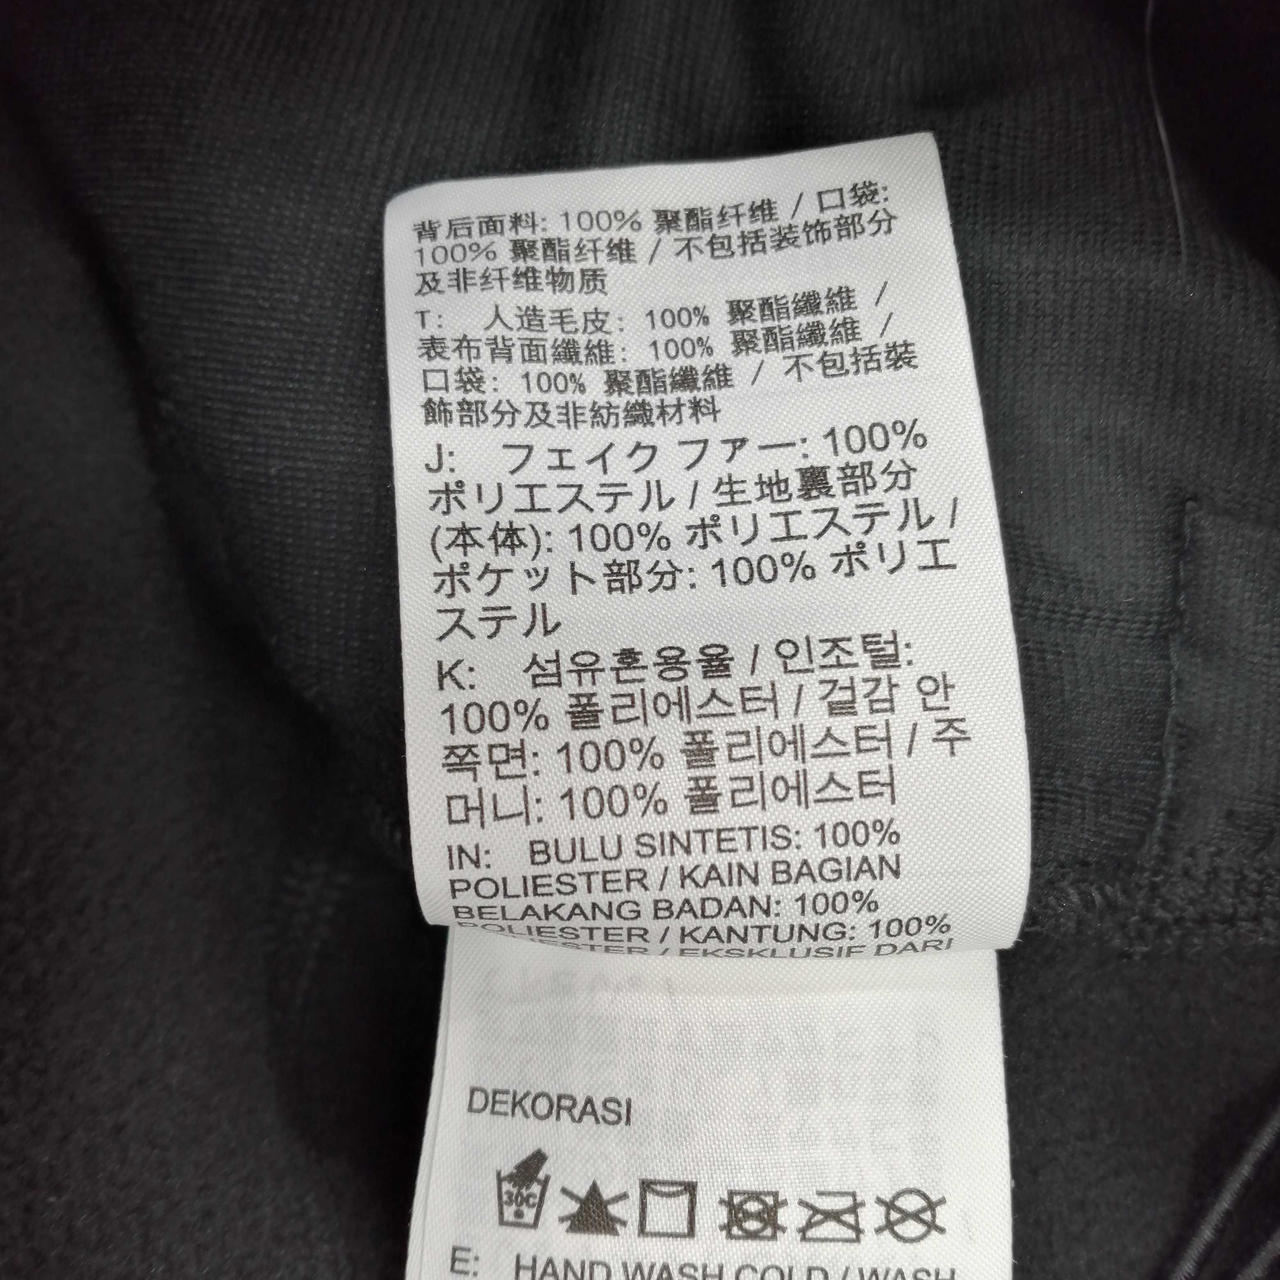 背后面料: 100% 聚酯纤维 / 口袋:
100% 聚酯纤维 / 不包括装饰部分
及非纤维物质
T: 人造毛皮: 100% 聚酯纖維 /
表布背面纖維: 100% 聚酯纖維 /
口袋: 100% 聚酯纖維 / 不包括裝
飾部分及非紡織材料
J: フェイク ファー: 100%
ポリエステル / 生地裏部分
(本体): 100% ポリエステル /
ポケット部分: 100% ポリエ
ステル
K: 섬유혼용율 / 인조털:
100% 폴리에스터 / 겉감 안
쪽면: 100% 폴리에스터 / 주
머니: 100% 폴리에스터
IN: BULU SINTETIS: 100%
POLIESTER / KAIN BAGIAN
BELAKANG BADAN: 100%
POLIESTER / KANTUNG: 100%
POLIESTER / EKSKLUSIF DARI
DEKORASI
30C
E: HAND WASH COLD / WASH